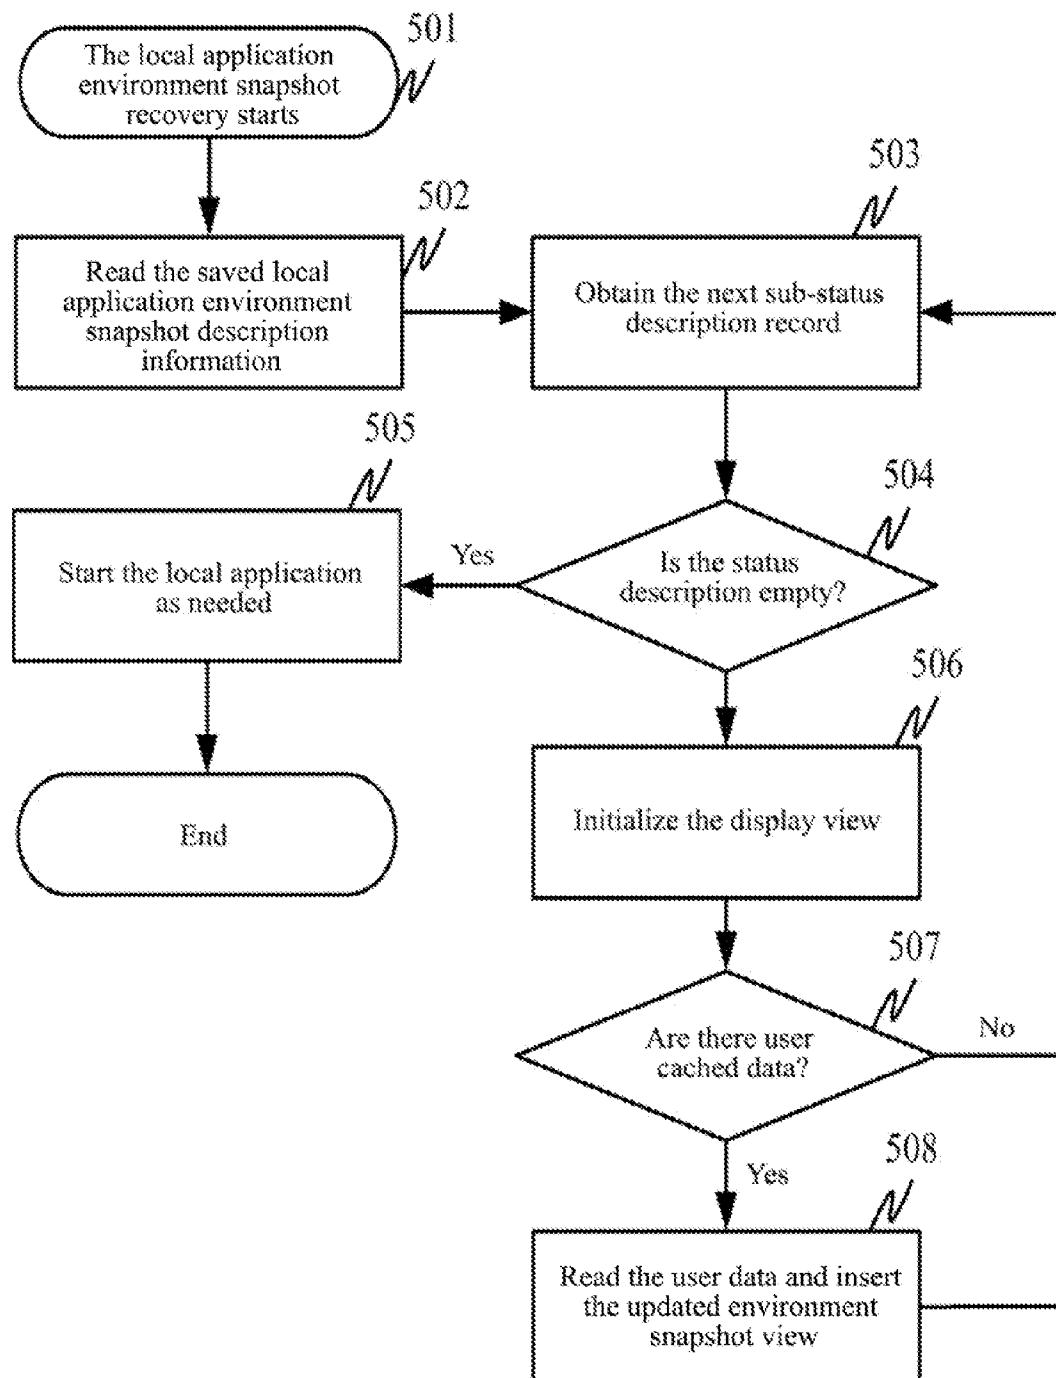 501
The local application
environment snapshot
recovery starts
502
Read the saved local
application environment
snapshot description
information
503
Obtain the next sub-status
description record
504
Is the status
description empty?
Yes
505
Start the local application
as needed
End
506
Initialize the display view
507
Are there user
cached data?
No
Yes
508
Read the user data and insert
the updated environment
snapshot view